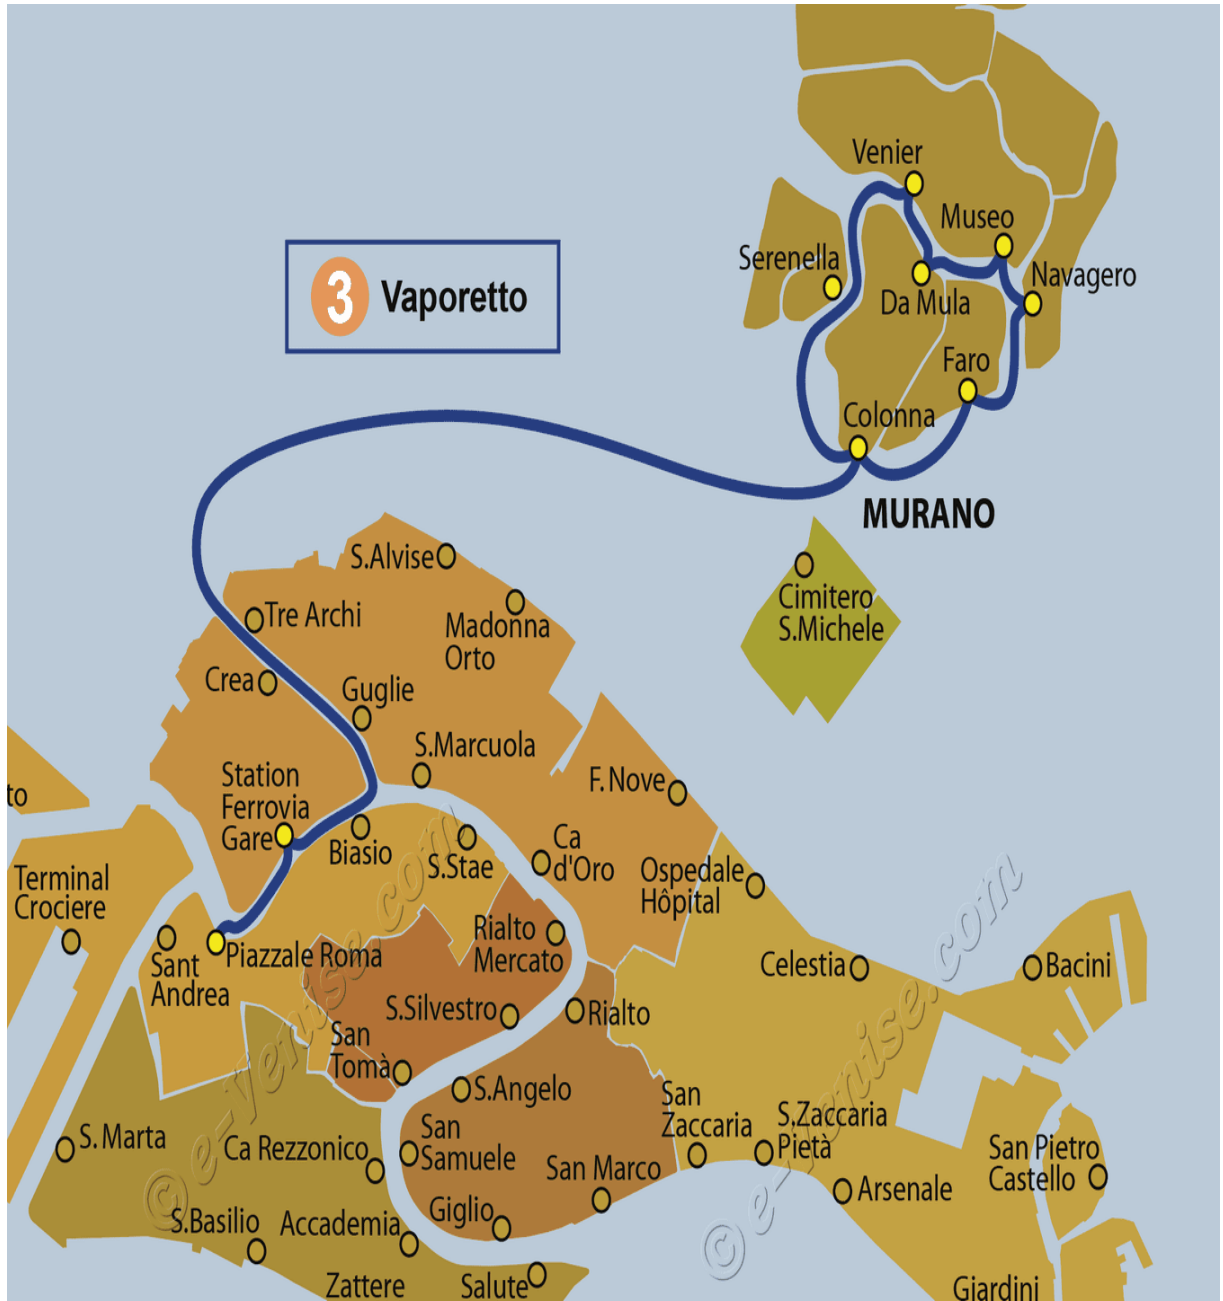 Venier
Museo
Serenella
Navagero
Da Mula
3 Vaporetto
Faro
Colonna
MURANO
S.Alvise
Cimitero
S.Michele
Tre Archi
Madonna
Orto
Crea
Guglie
S.Marcuola
Station
Ferrovia
Gare
F.Nove
to
Biasio
S.Stae
Ca
d'Oro
Ospedale
Hôpital
Terminal
Crociere
Rialto
Mercato
Piazzale Roma
Sant
Andrea
Celestia
Bacini
S.Silvestro
Rialto
San
Tomà
S.Angelo
San
Zaccaria
S.Zaccaria
Pietà
S. Marta
Ca Rezzonico
San
Samuele
San Marco
San Pietro
Castello
Arsenale
S.Basilio
Accademia
Giglio
Zattere
Salute
Giardini
© e-Venise.com
© e-Venise.com